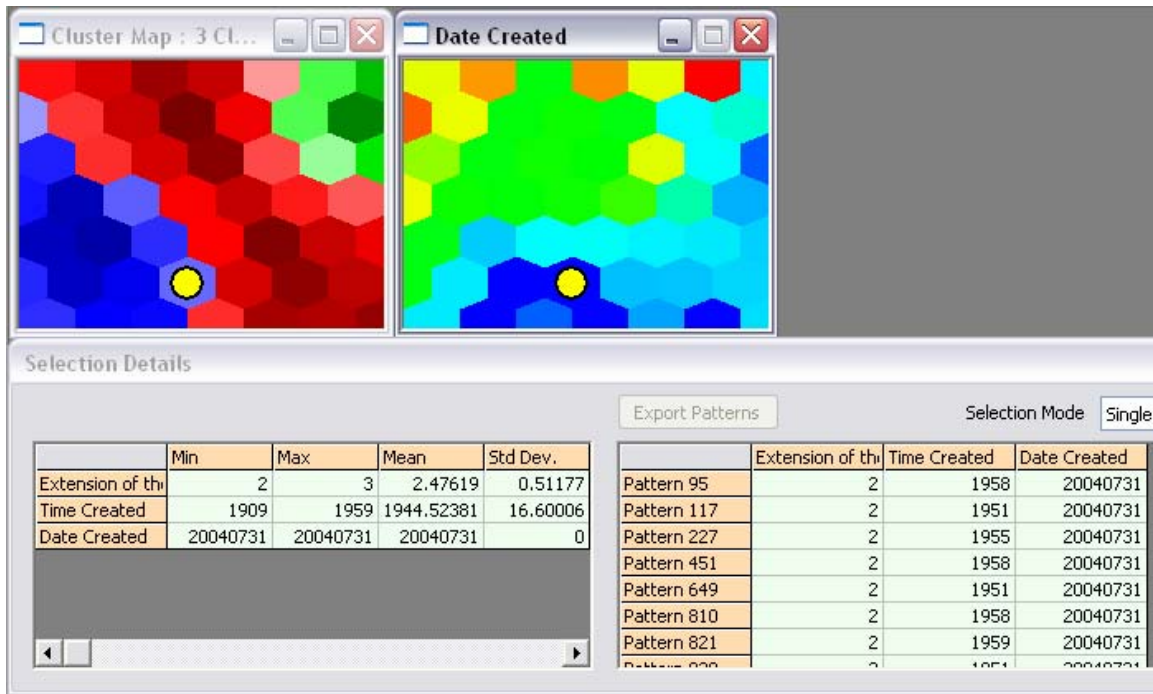 Cluster Map : 3 Cl...
Date Created
Selection Details
Export Patterns
Selection Mode
Single
Min Max Mean Std Dev.
Extension of th 2 3 2.47619 0.51177
Time Created 1909 1959 1944.52381 16.60006
Date Created 20040731 20040731 20040731 0
Extension of th Time Created Date Created
Pattern 95 2 1958 20040731
Pattern 117 2 1951 20040731
Pattern 227 2 1955 20040731
Pattern 451 2 1958 20040731
Pattern 649 2 1951 20040731
Pattern 810 2 1958 20040731
Pattern 821 2 1959 20040731